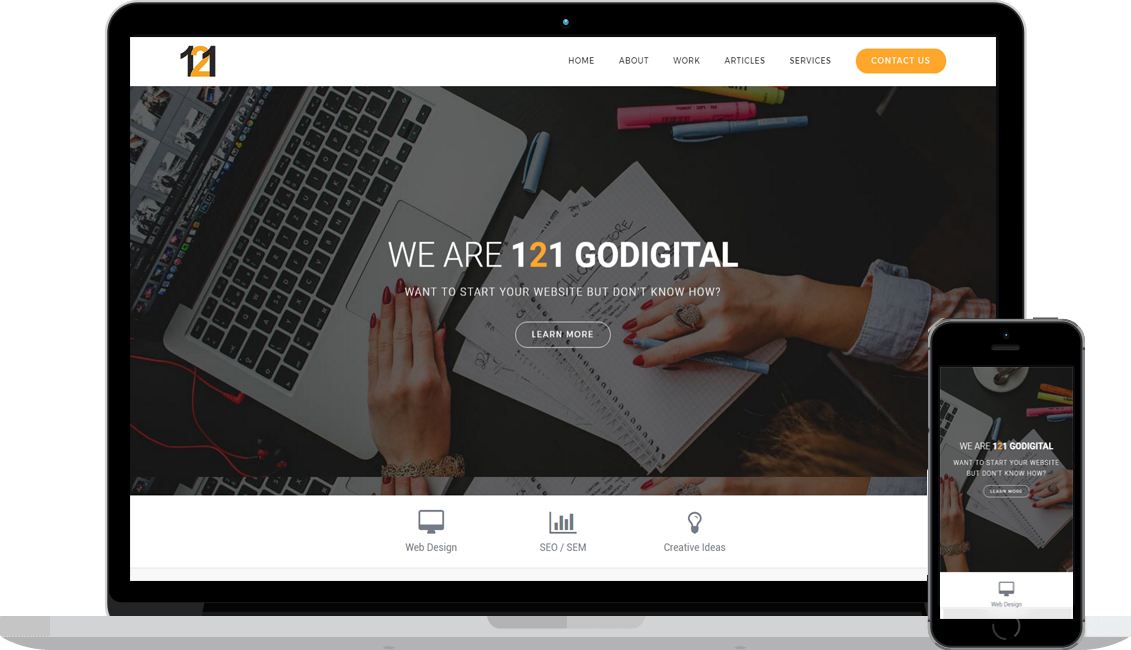 121
HOME ABOUT WORK ARTICLES SERVICES CONTACT US
WE ARE 121 GODIGITAL
WANT TO START YOUR WEBSITE BUT DON'T KNOW HOW?
LEARN MORE
Web Design SEO / SEM Creative Ideas
WE ARE 121 GODIGITAL
WANT TO START YOUR WEBSITE
BUT DON'T KNOW HOW?
LEARN MORE
Web Design